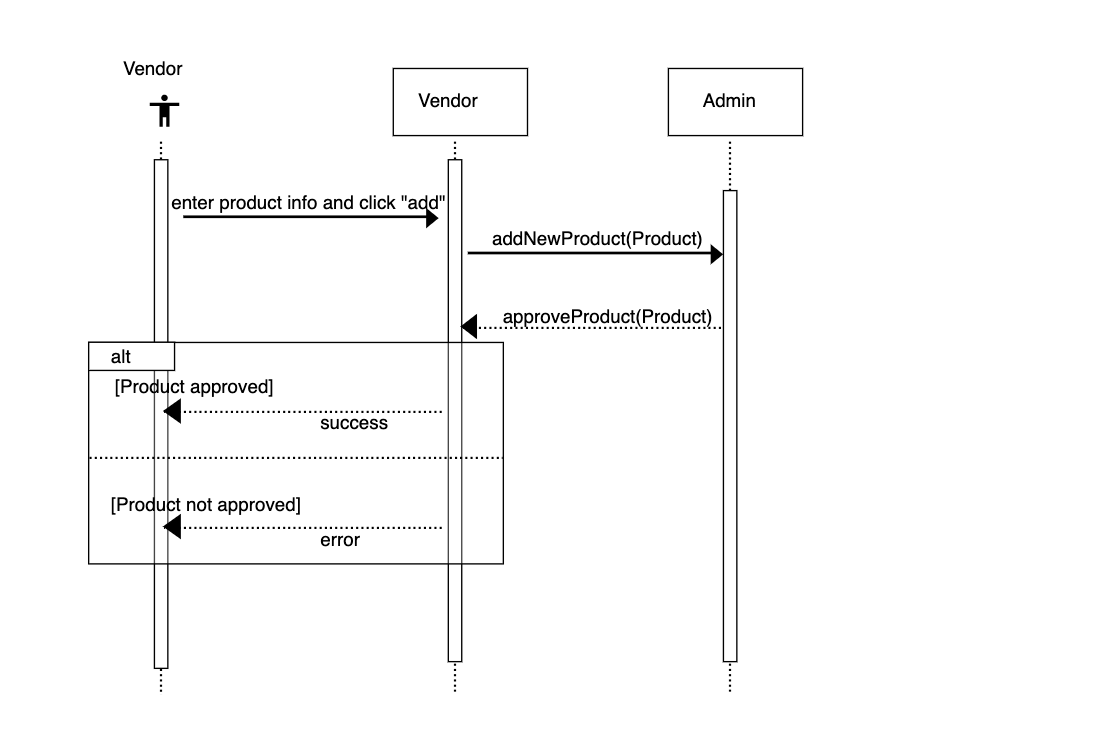 Vendor
Vendor
Admin
enter product info and click "add"
addNewProduct(Product)
approveProduct(Product)
alt
[Product approved]
success
[Product not approved]
error